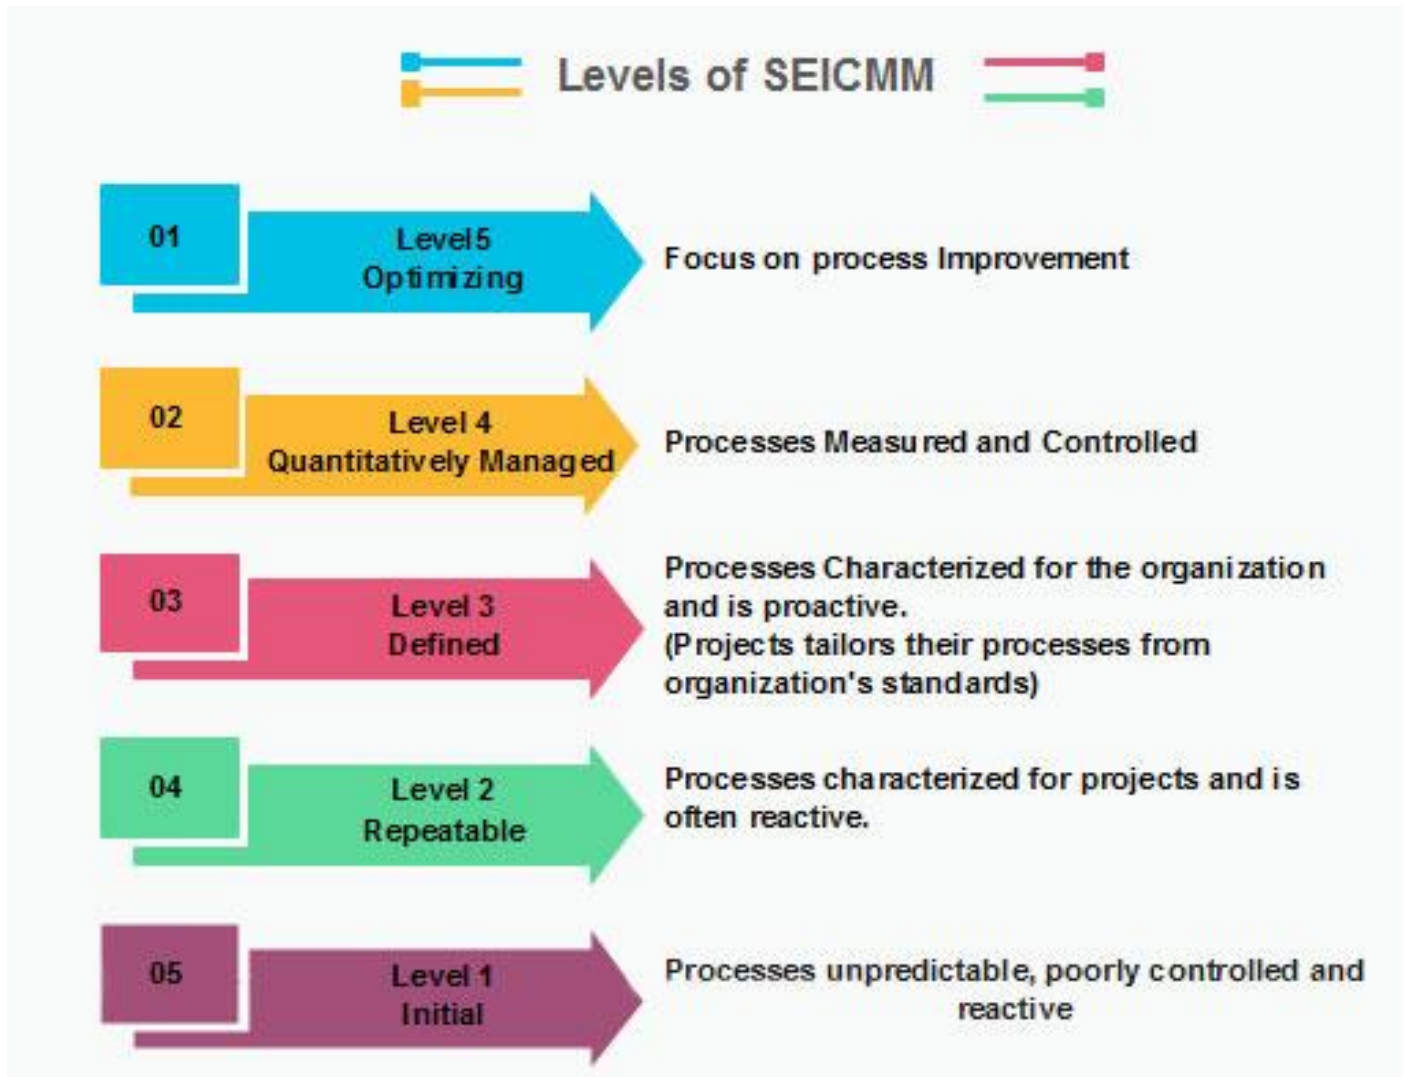 Levels of SEICMM
01
Level5
Optimizing
Focus on process Improvement
02
Level 4
Quantitatively Managed
Processes Measured and Controlled
03
Level 3
Defined
Processes Characterized for the organization
and is proactive.
(Projects tailors their processes from
organization's standards)
04
Level 2
Repeatable
Processes characterized for projects and is
often reactive.
05
Level 1
Initial
Processes unpredictable, poorly controlled and
reactive